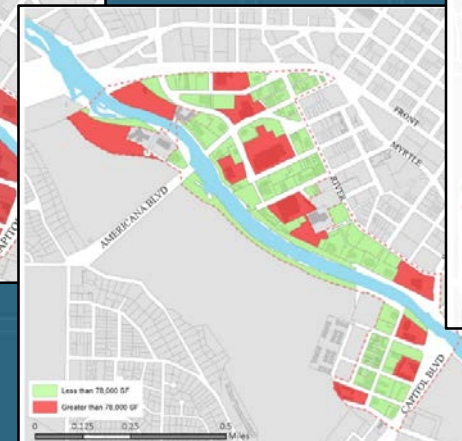 FRONT
MYRTLE
RIVER
AMERICANA BLVD
CAPITOL BLVD
Less than 78,000 SF
Greater than 78,000 SF
0 0.125 0.25 0.5
Miles